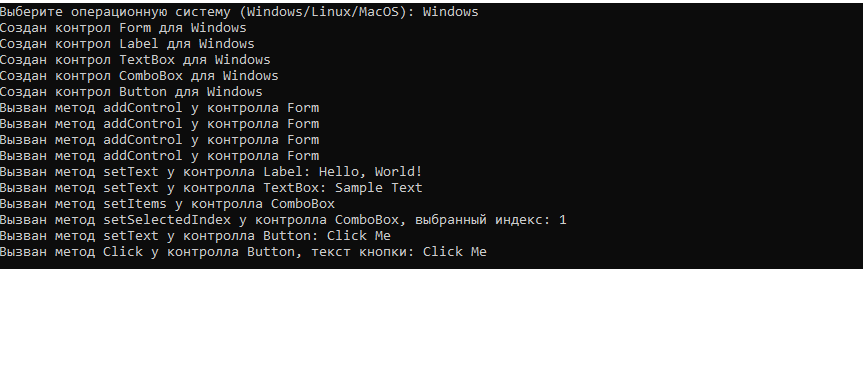 Выберите операционную систему (Windows/Linux/MacOS): Windows
Создан контрол Form для Windows
Создан контрол Label для Windows
Создан контрол TextBox для Windows
Создан контрол ComboBox для Windows
Создан контрол Button для Windows
Вызван метод addControl у контролла Form
Вызван метод addControl у контролла Form
Вызван метод addControl у контролла Form
Вызван метод addControl у контролла Form
Вызван метод setText у контролла Label: Hello, World!
Вызван метод setText у контролла TextBox: Sample Text
Вызван метод setItems у контролла ComboBox
Вызван метод setSelectedIndex у контролла ComboBox, выбранный индекс: 1
Вызван метод setText у контролла Button: Click Me
Вызван метод Click у контролла Button, текст кнопки: Click Me